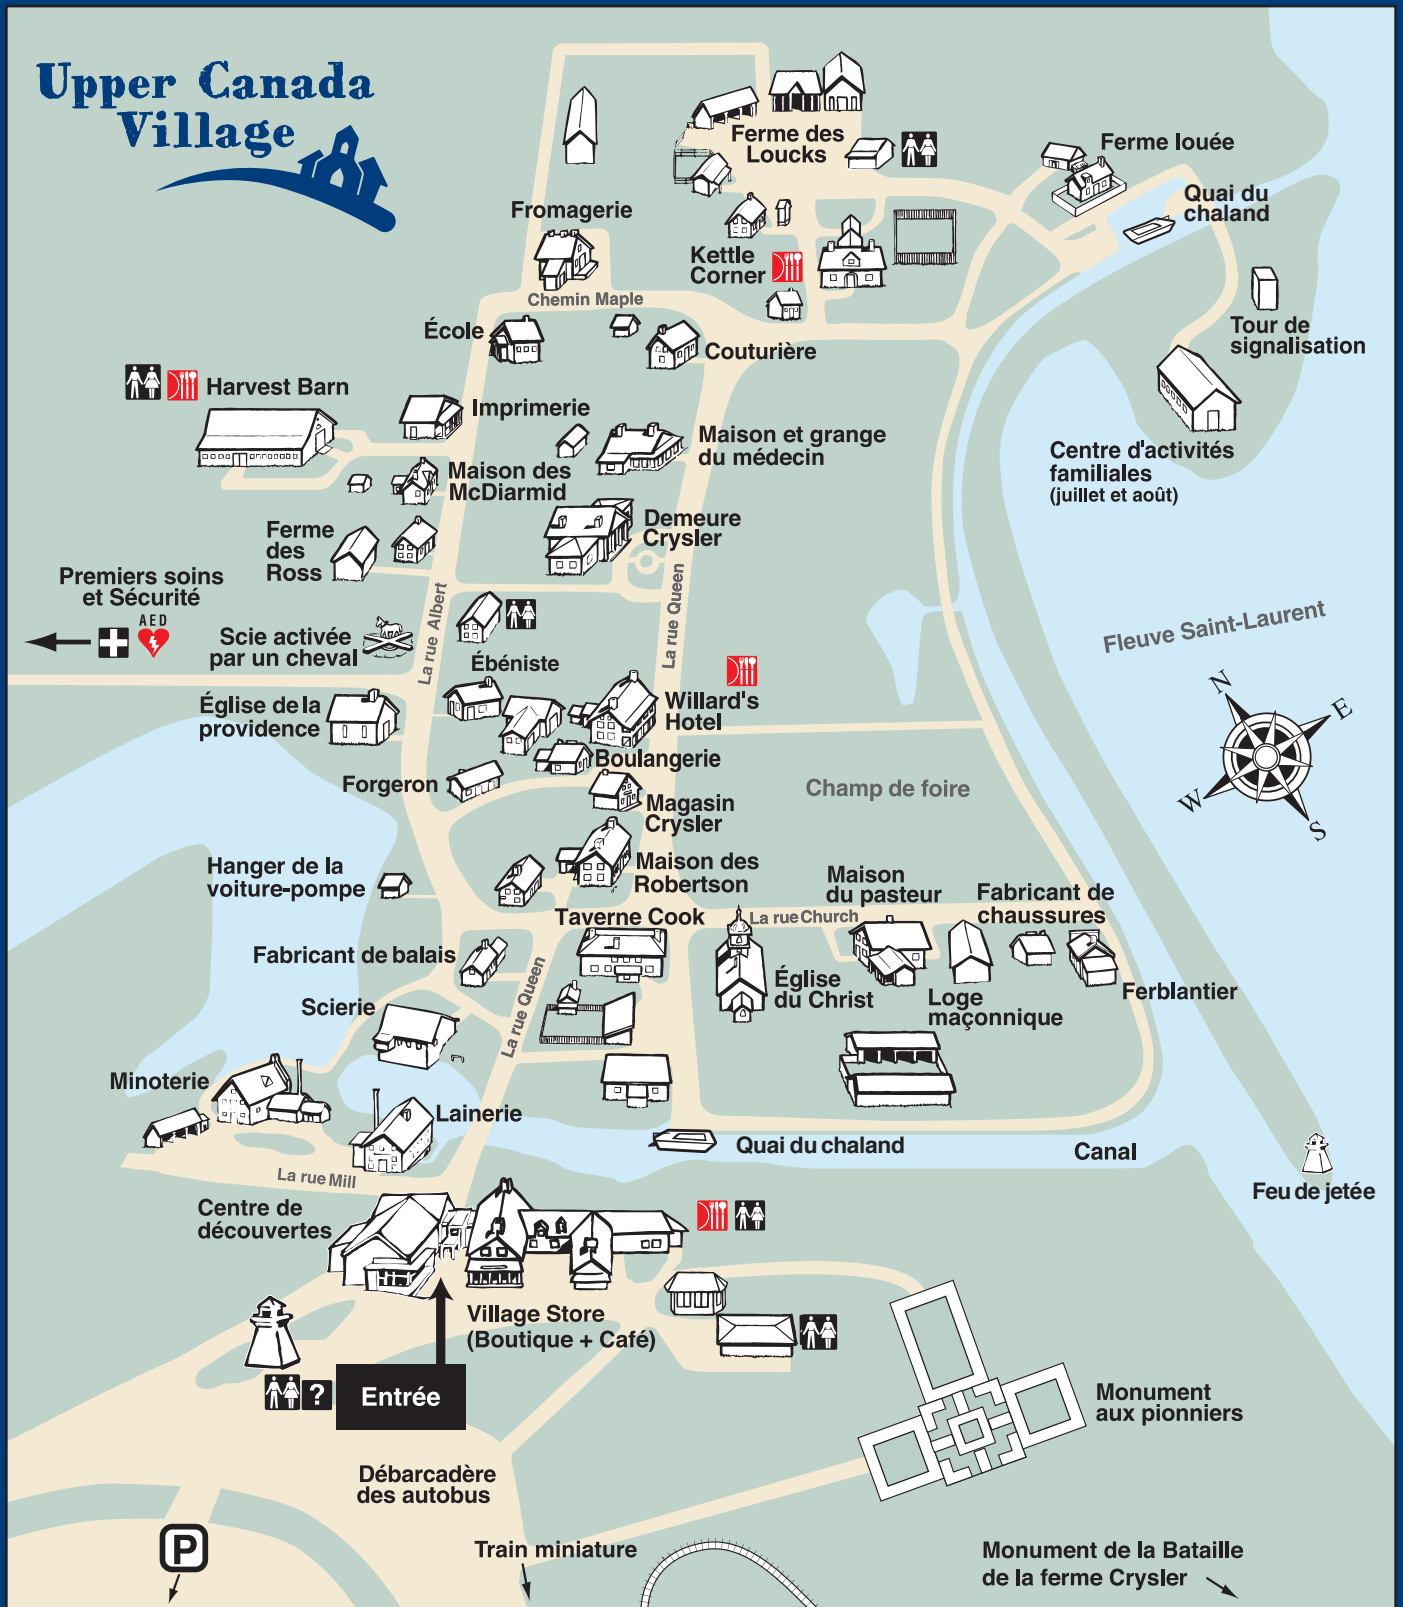 Upper Canada
Village
Ferme des
Loucks
Ferme louée
Quai du
chaland
Fromagerie
Kettle
Corner
Chemin Maple
École
Couturière
Tour de
signalisation
Harvest Barn
Imprimerie
Maison et grange
du médecin
Centre d'activités
familiales
(juillet et août)
Maison des
McDiarmid
Ferme
des
Ross
Demeure
Crysler
Premiers soins
et Sécurité
AED
La rue Albert
La rue Queen
Scie activée
par un cheval
Fleuve Saint-Laurent
Ébéniste
Église de la
providence
Willard's
Hotel
N
E
W
S
Boulangerie
Forgeron
Champ de foire
Magasin
Crysler
Hanger de la
voiture-pompe
Maison des
Robertson
Maison
du pasteur
Fabricant de
chaussures
Taverne Cook
La rue Church
Fabricant de balais
La rue Queen
Église
du Christ
Loge
maçonnique
Ferblantier
Scierie
Minoterie
Lainerie
Quai du chaland
Canal
La rue Mill
Feu de jetée
Centre de
découvertes
Village Store
(Boutique + Café)
?
Entrée
Monument
aux pionniers
Débarcadère
des autobus
P
Train miniature
Monument de la Bataille
de la ferme Crysler